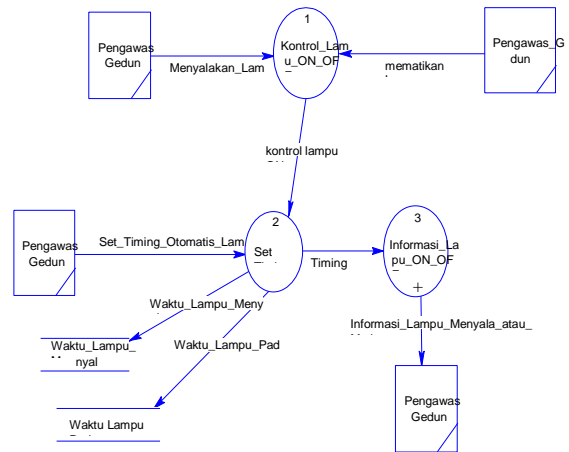 1
Pengawas
Gedun
Kontrol_Lam
u_ON_OF
Pengawas_G
dun
Menyalakan_Lam
mematikan
kontrol lampu
2
Set
3
Informasi_La
pu_ON_OF
+
Pengawas
Gedun
Set_Timing_Otomatis_Lam
Timing
Waktu_Lampu_Meny
Waktu_Lampu_Pad
Informasi_Lampu_Menyala_atau_
Waktu_Lampu_
nyal
Waktu Lampu
Pengawas
Gedun